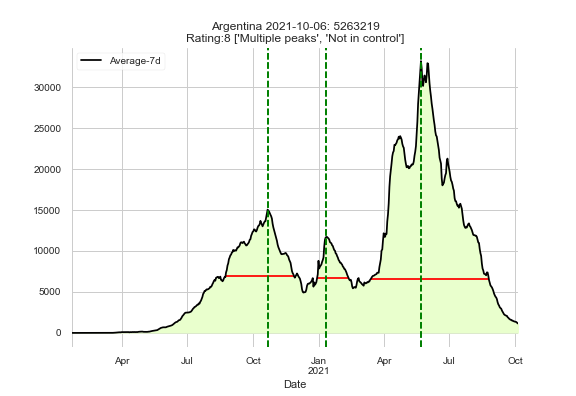 Argentina 2021-10-06: 5263219
Rating:8 ['Multiple peaks', 'Not in control']
Average-7d
30000
25000
20000
15000
10000
5000
0
Apr Jul Oct Jan Apr Jul Oct
2021
Date